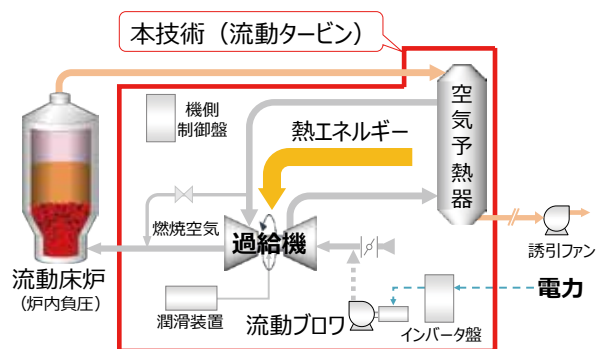 本技術（流動タービン）
機側
制御盤
熱エネルギー
空気予熱器
燃焼空気
過給機
流動床炉
（炉内負圧）
潤滑装置
流動ブロワ
インバータ盤
電力
誘引ファン